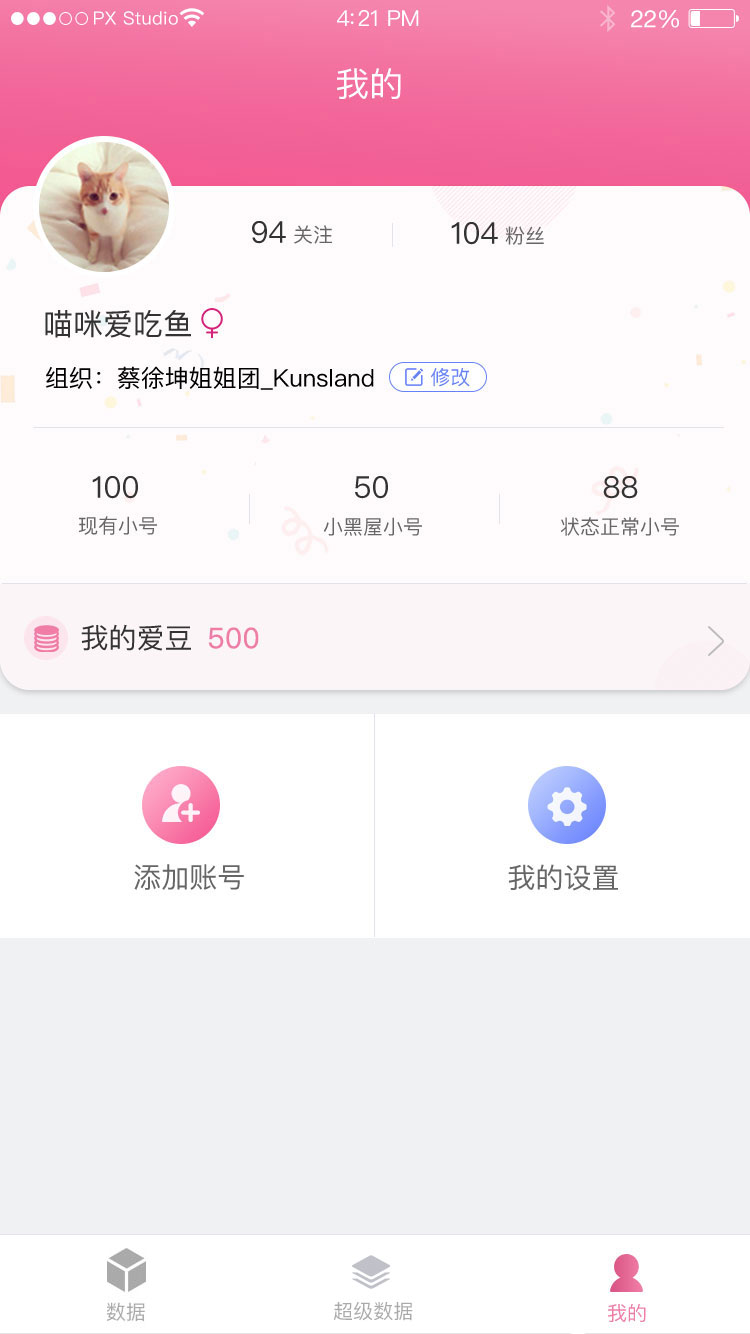 PX Studio 4:21 PM 22%
我的
94 关注 104 粉丝
喵咪爱吃鱼
组织：蔡徐坤姐姐团_Kunsland 修改
100 50 88
现有小号 小黑屋小号 状态正常小号
我的爱豆 500
添加账号 我的设置
数据 超级数据 我的